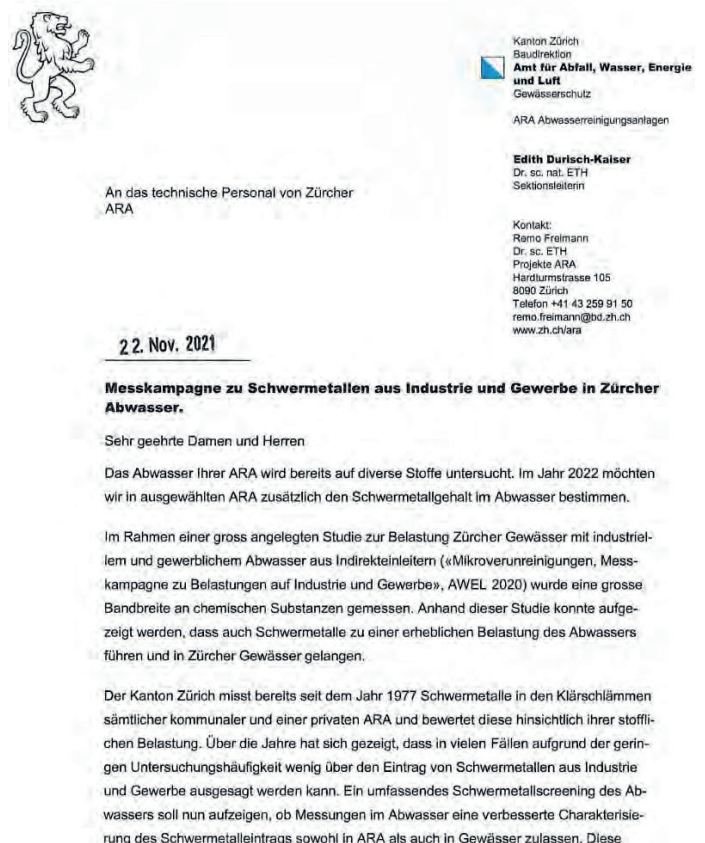 Kanton Zürich
Baudirektion
Amt für Abfall, Wasser, Energie
und Luft
Gewässerschutz
ARA Abwasserreinigungsanlagen
Edith Durisch-Kaiser
Dr. sc. nat. ETH
Sektionsleiterin
An das technische Personal von Zürcher
ARA
Kontakt:
Remo Freimann
Dr. sc. ETH
Projekte ARA
Hardturmstrasse 105
8090 Zürich
Telefon +41 43 259 91 50
remo.freimann@bd.zh.ch
www.zh.ch/ara
22. Nov. 2021
Messkampagne zu Schwermetallen aus Industrie und Gewerbe in Zürcher
Abwasser.
Sehr geehrte Damen und Herren
Das Abwasser Ihrer ARA wird bereits auf diverse Stoffe untersucht. Im Jahr 2022 möchten
wir in ausgewählten ARA zusätzlich den Schwermetallgehalt im Abwasser bestimmen.
Im Rahmen einer gross angelegten Studie zur Belastung Zürcher Gewässer mit industriel-
lem und gewerblichem Abwasser aus Indirekteinleitern («Mikroverunreinigungen, Mess-
kampagne zu Belastungen auf Industrie und Gewerbe», AWEL 2020) wurde eine grosse
Bandbreite an chemischen Substanzen gemessen. Anhand dieser Studie konnte aufge-
zeigt werden, dass auch Schwermetalle zu einer erheblichen Belastung des Abwassers
führen und in Zürcher Gewässer gelangen.
Der Kanton Zürich misst bereits seit dem Jahr 1977 Schwermetalle in den Klärschlämmen
sämtlicher kommunaler und einer privaten ARA und bewertet diese hinsichtlich ihrer stoffli-
chen Belastung. Über die Jahre hat sich gezeigt, dass in vielen Fällen aufgrund der gerin-
gen Untersuchungshäufigkeit wenig über den Eintrag von Schwermetallen aus Industrie
und Gewerbe ausgesagt werden kann. Ein umfassendes Schwermetallscreening des Ab-
wassers soll nun aufzeigen, ob Messungen im Abwasser eine verbesserte Charakterisie-
rung des Schwermetalleintrags sowohl in ARA als auch in Gewässer zulassen. Diese